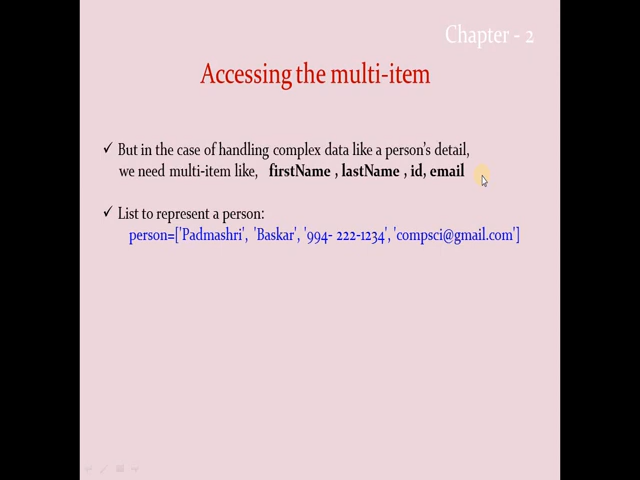 Chapter - 2
Accessing the multi-item
✓ But in the case of handling complex data like a person's detail,
we need multi-item like, firstName , lastName , id, email
✓ List to represent a person:
person=['Padmashri', 'Baskar', '994- 222-1234', 'compsci@gmail.com']